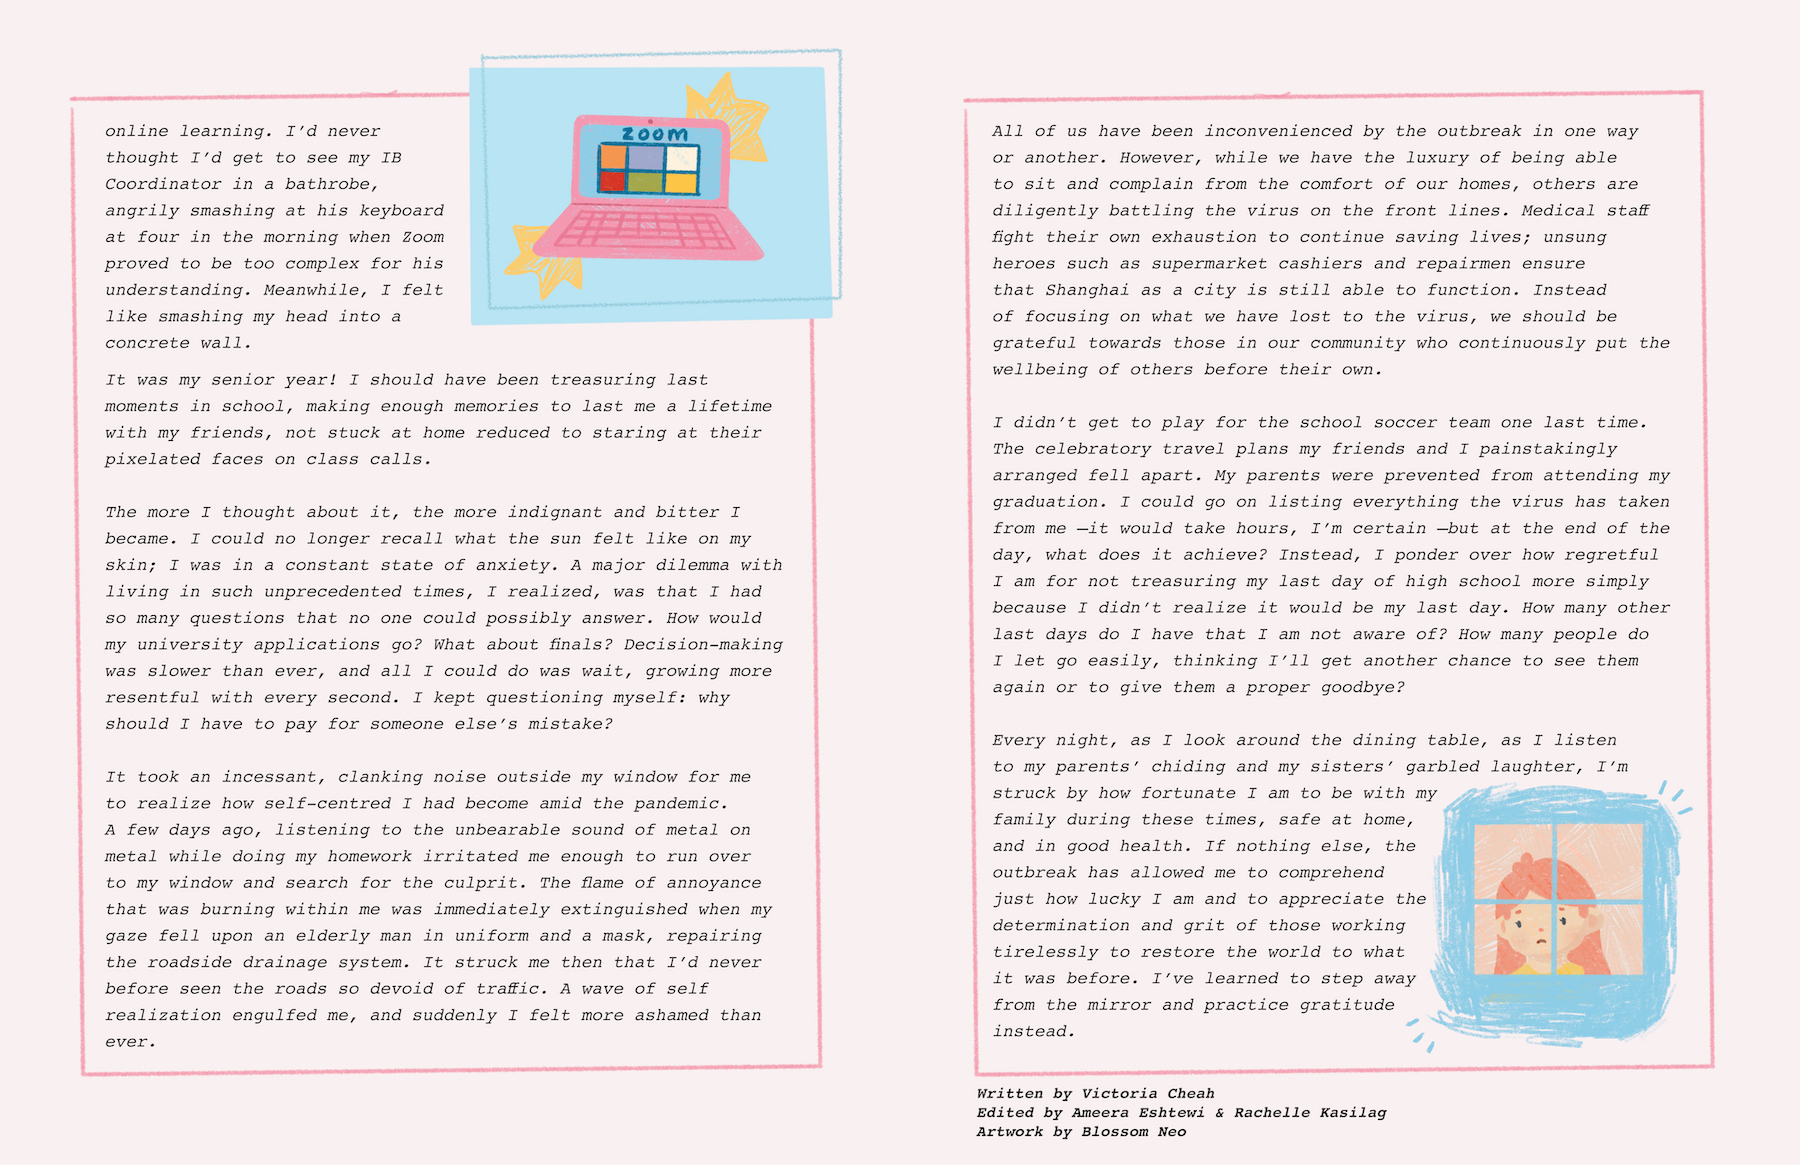 online learning. I’d never
thought I’d get to see my IB
Coordinator in a bathrobe,
angrily smashing at his keyboard
at four in the morning when Zoom
proved to be too complex for his
understanding. Meanwhile, I felt
like smashing my head into a
concrete wall.
zoom
It was my senior year! I should have been treasuring last
moments in school, making enough memories to last me a lifetime
with my friends, not stuck at home reduced to staring at their
pixelated faces on class calls.
The more I thought about it, the more indignant and bitter I
became. I could no longer recall what the sun felt like on my
skin; I was in a constant state of anxiety. A major dilemma with
living in such unprecedented times, I realized, was that I had
so many questions that no one could possibly answer. How would
my university applications go? What about finals? Decision-making
was slower than ever, and all I could do was wait, growing more
resentful with every second. I kept questioning myself: why
should I have to pay for someone else’s mistake?
It took an incessant, clanking noise outside my window for me
to realize how self-centred I had become amid the pandemic.
A few days ago, listening to the unbearable sound of metal on
metal while doing my homework irritated me enough to run over
to my window and search for the culprit. The flame of annoyance
that was burning within me was immediately extinguished when my
gaze fell upon an elderly man in uniform and a mask, repairing
the roadside drainage system. It struck me then that I’d never
before seen the roads so devoid of traffic. A wave of self
realization engulfed me, and suddenly I felt more ashamed than
ever.
All of us have been inconvenienced by the outbreak in one way
or another. However, while we have the luxury of being able
to sit and complain from the comfort of our homes, others are
diligently battling the virus on the front lines. Medical staff
fight their own exhaustion to continue saving lives; unsung
heroes such as supermarket cashiers and repairmen ensure
that Shanghai as a city is still able to function. Instead
of focusing on what we have lost to the virus, we should be
grateful towards those in our community who continuously put the
wellbeing of others before their own.
I didn’t get to play for the school soccer team one last time.
The celebratory travel plans my friends and I painstakingly
arranged fell apart. My parents were prevented from attending my
graduation. I could go on listing everything the virus has taken
from me —it would take hours, I’m certain —but at the end of the
day, what does it achieve? Instead, I ponder over how regretful
I am for not treasuring my last day of high school more simply
because I didn’t realize it would be my last day. How many other
last days do I have that I am not aware of? How many people do
I let go easily, thinking I’ll get another chance to see them
again or to give them a proper goodbye?
Every night, as I look around the dining table, as I listen
to my parents’ chiding and my sisters’ garbled laughter, I’m
struck by how fortunate I am to be with my
family during these times, safe at home,
and in good health. If nothing else, the
outbreak has allowed me to comprehend
just how lucky I am and to appreciate the
determination and grit of those working
tirelessly to restore the world to what
it was before. I’ve learned to step away
from the mirror and practice gratitude
instead.
Written by Victoria Cheah
Edited by Ameera Eshtewi & Rachelle Kasilag
Artwork by Blossom Neo